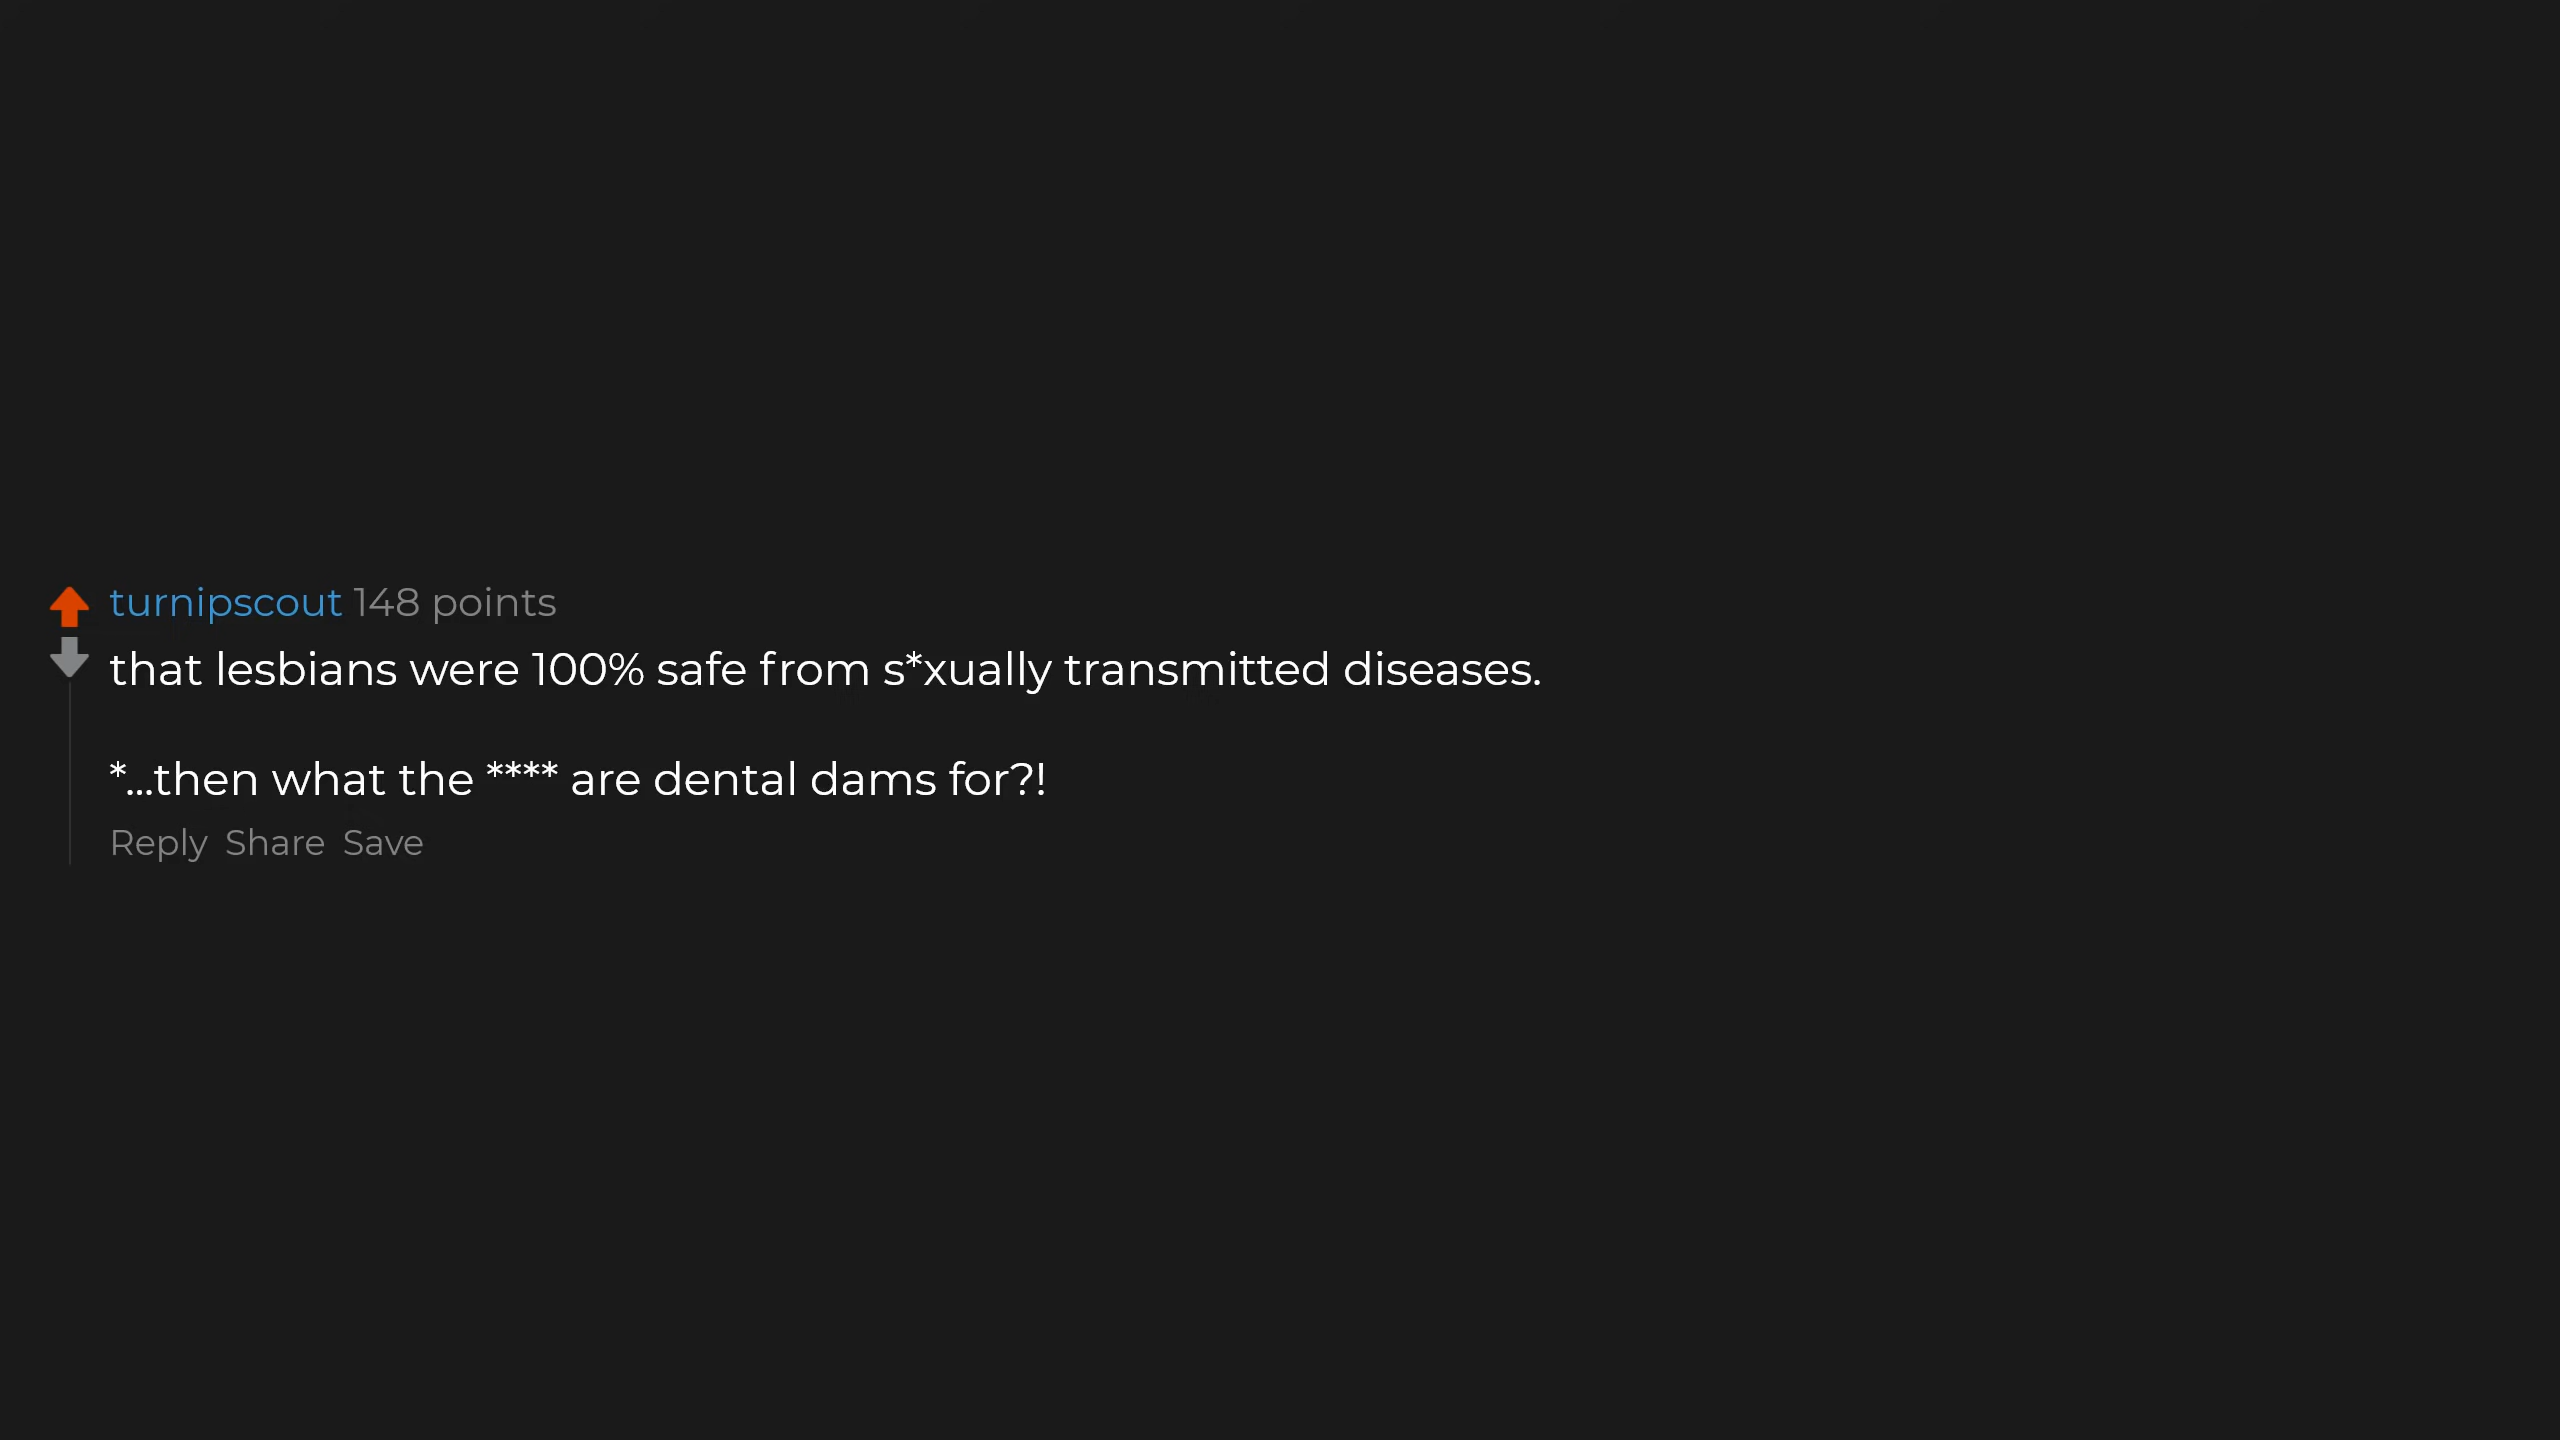 turnipscout 148 points
that lesbians were 100% safe from s*xually transmitted diseases.
*...then what the **** are dental dams for?!
Reply Share Save